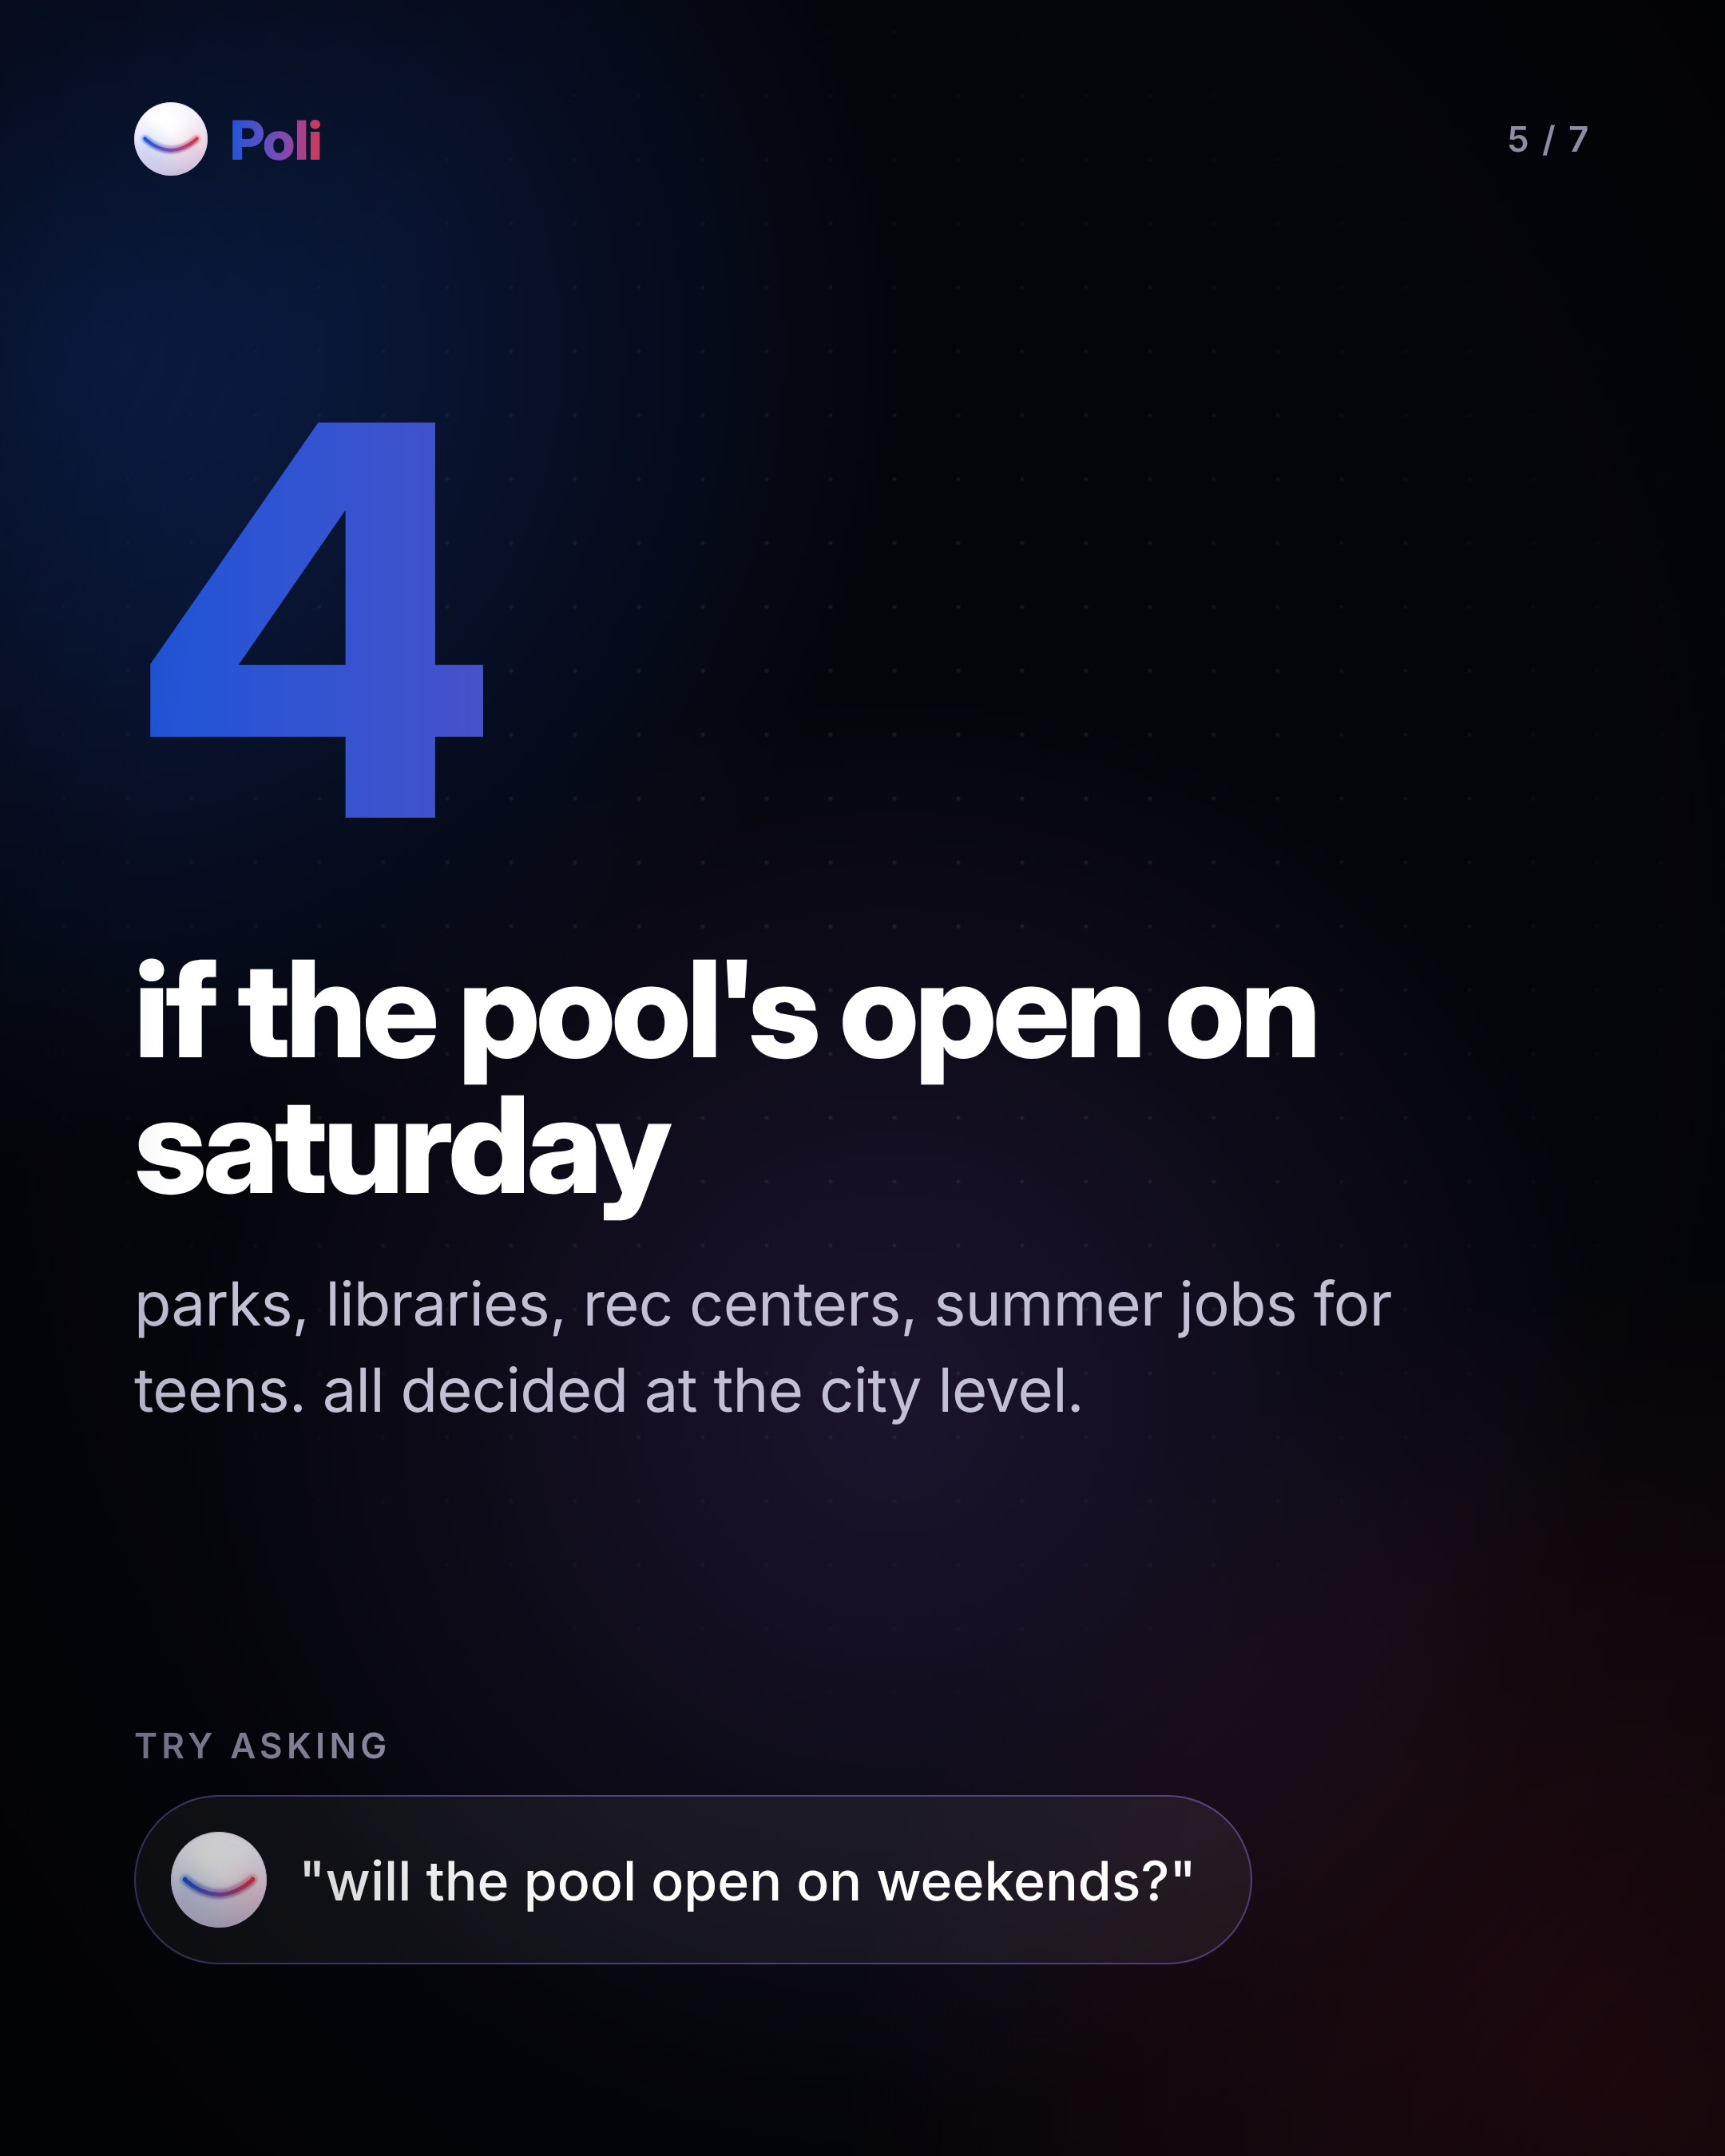 Poli
5 / 7
4
if the pool's open on
saturday
parks, libraries, rec centers, summer jobs for
teens. all decided at the city level.
TRY ASKING
"will the pool open on weekends?"